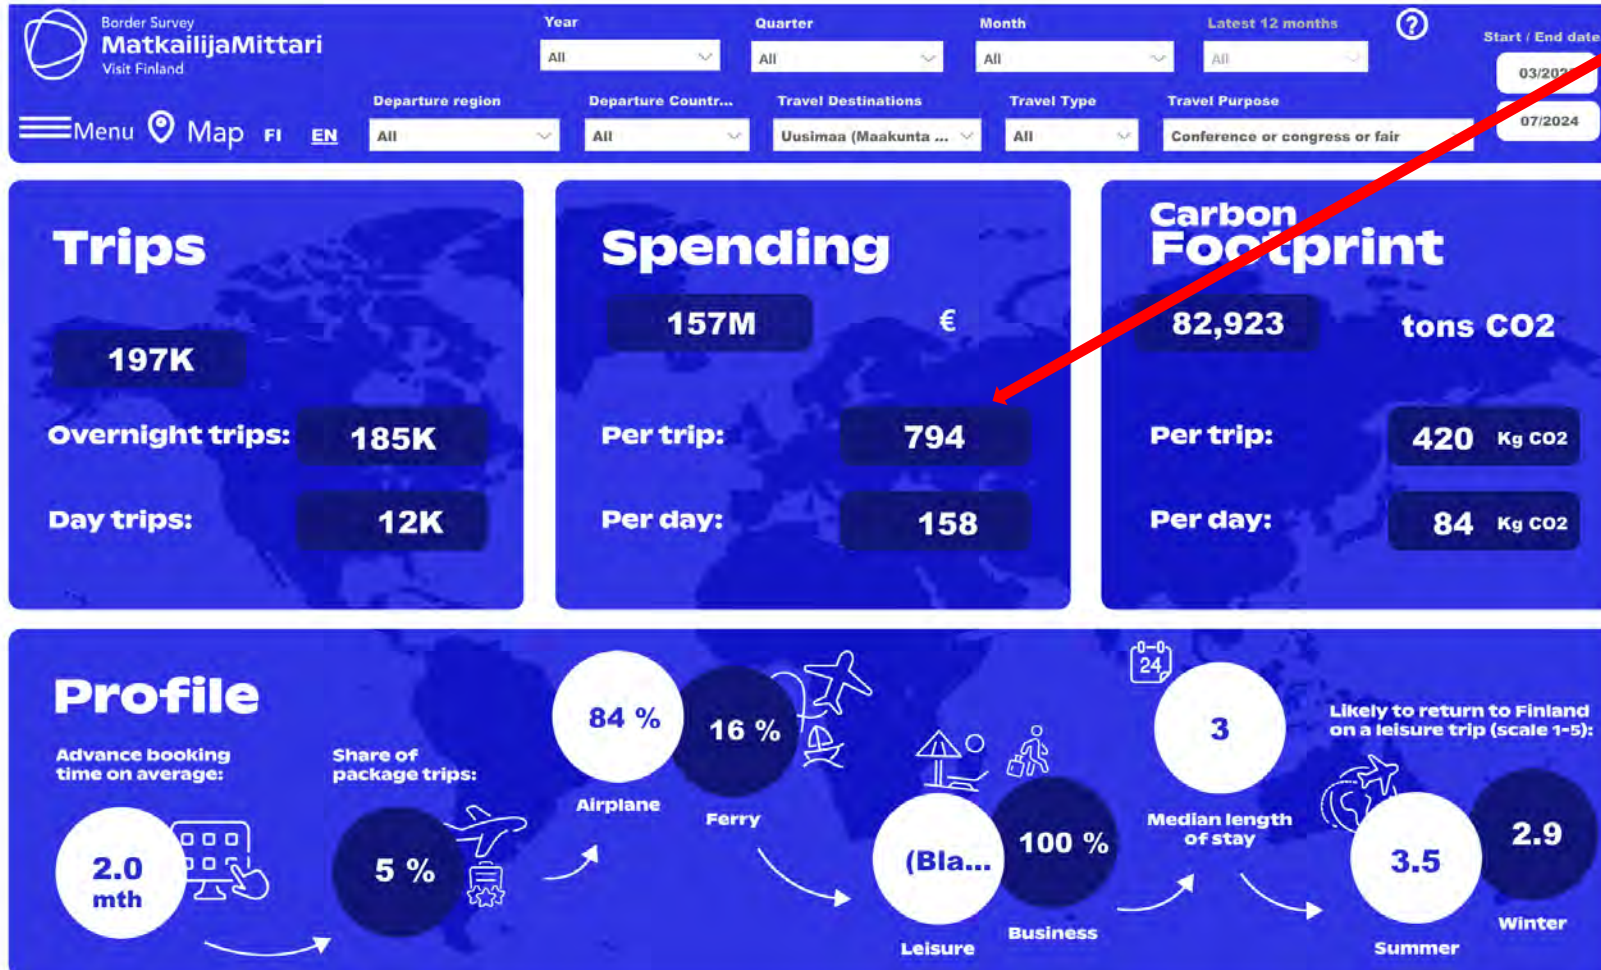 Border Survey
MatkailijaMittari
Visit Finland
Menu
Map
FI
EN
Year
All
Quarter
All
Month
All
Latest 12 months
All
?
Start / End date
07/2024
Departure region
All
Departure Countr...
All
Travel Destinations
Uusimaa (Maakunta ...
Travel Type
All
Travel Purpose
Conference or congress or fair
Trips
197K
Overnight trips: 185K
Day trips: 12K
Spending
157M €
Per trip: 794
Per day: 158
Carbon
Footprint
82,923 tons CO2
Per trip: 420 Kg CO2
Per day: 84 Kg CO2
Profile
Advance booking
time on average:
2.0
mth
Share of
package trips:
5 %
84 %
Airplane
16 %
Ferry
(Bla...
Leisure
100 %
Business
24
3
Median length
of stay
Likely to return to Finland
on a leisure trip (scale 1-5):
3.5
Summer
2.9
Winter